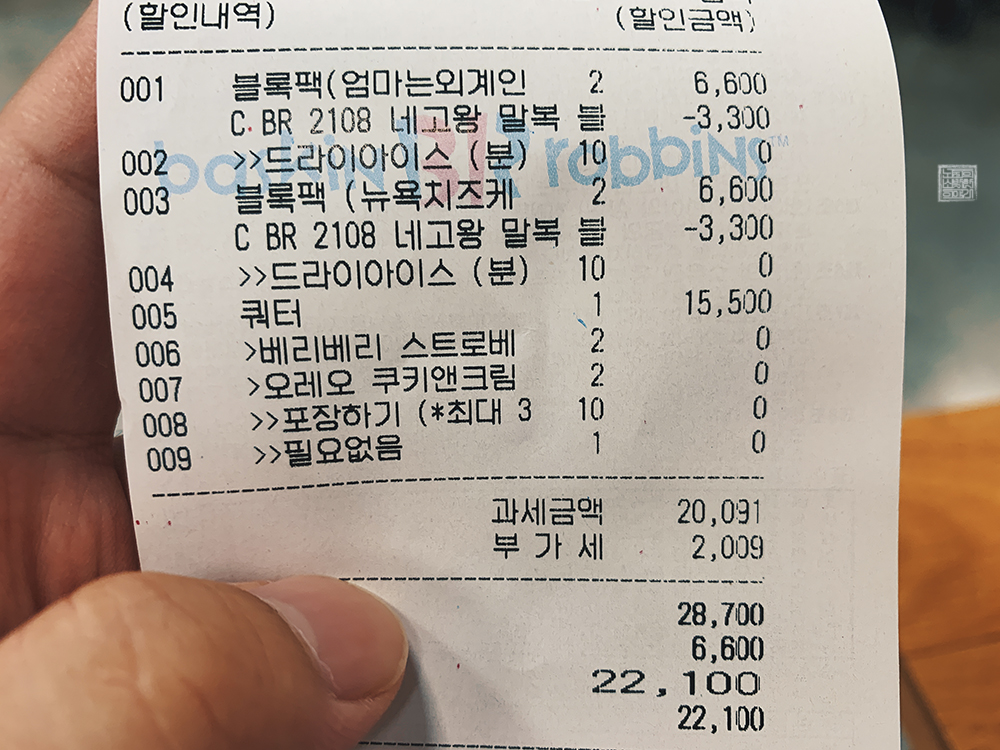 (할인내역) (할인금액)
001 블록팩(엄마는외계인 2 6,600
C BR 2108 네고왕 말복 블 -3,300
002 >>드라이아이스 (분) 10 0
baskin BR robbins™
003 블록팩 (뉴욕치즈케 2 6,600
C BR 2108 네고왕 말복 블 -3,300
004 >>드라이아이스 (분) 10 0
005 쿼터 1 15,500
006 >베리베리 스트로베 2 0
007 >오레오 쿠키앤크림 2 0
008 >>포장하기 (*최대 3 10 0
009 >>필요없음 1 0
과세금액 20,091
부 가 세 2,009
28,700
6,600
22,100
22,100